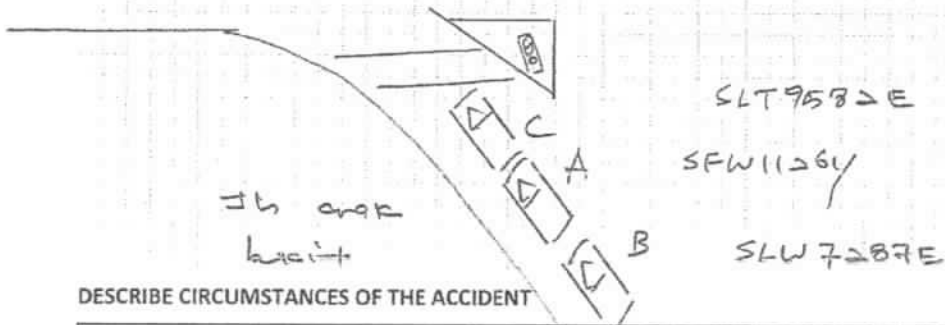 SLT9582E
C
A
SFW1126Y
B
SLW7287E
DESCRIBE CIRCUMSTANCES OF THE ACCIDENT